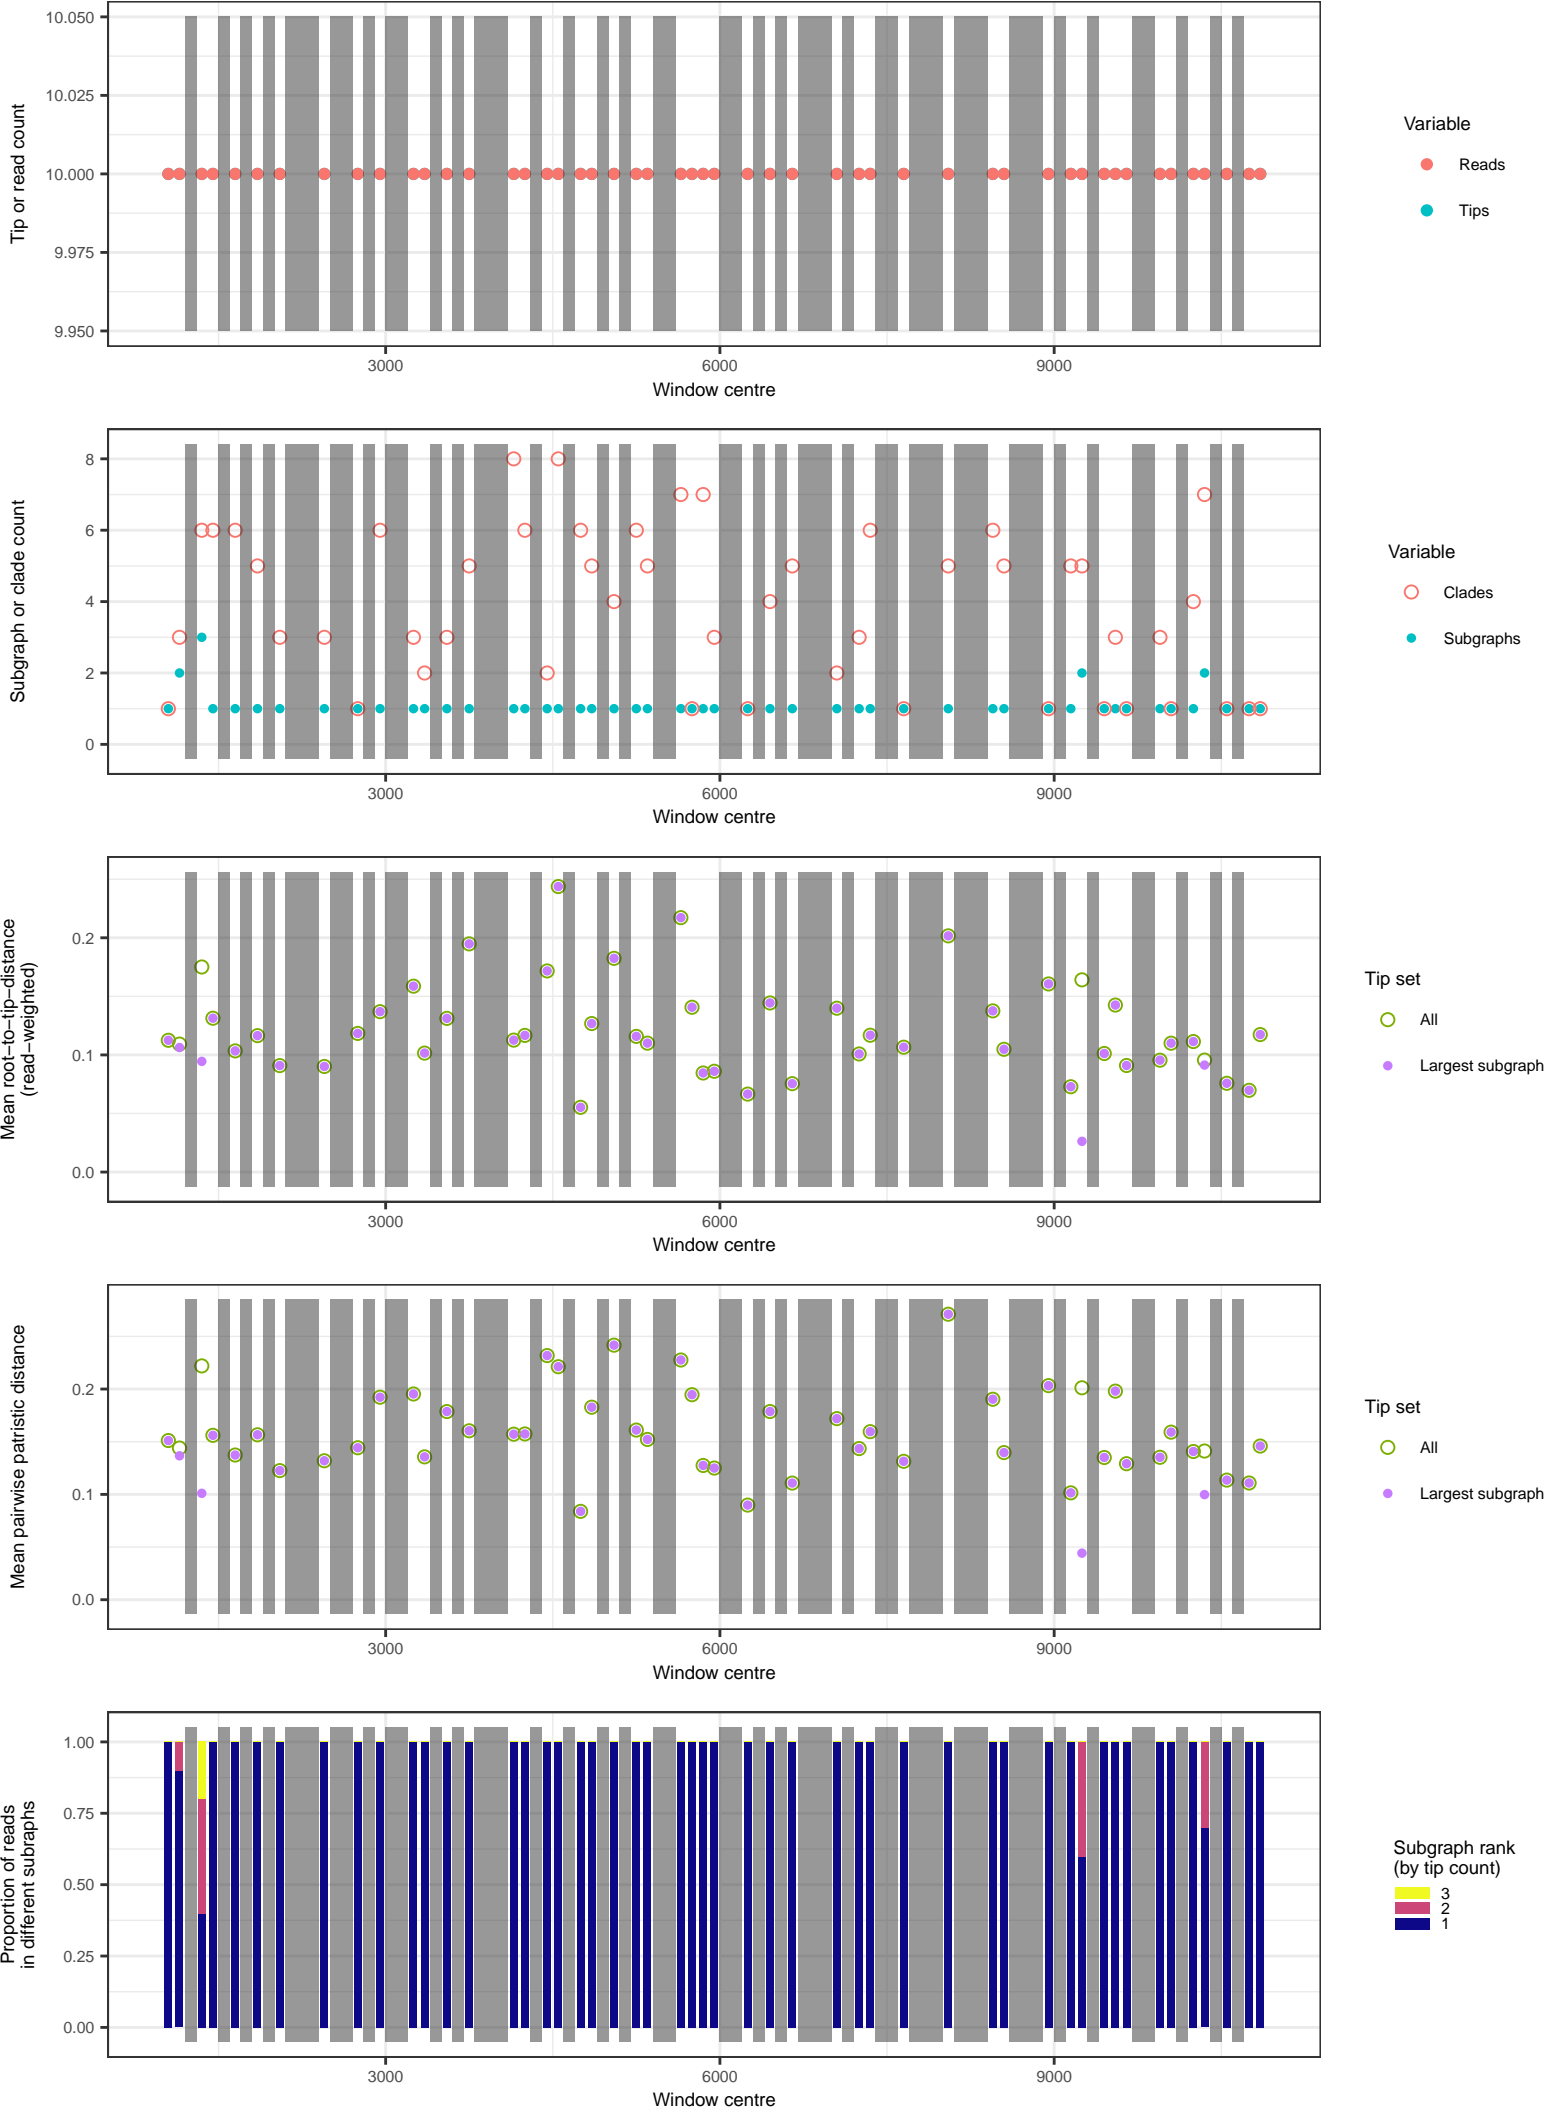 10.050
10.025
10.000
9.975
9.950
Tip or read count
3000 6000 9000
Window centre
Variable
Reads
Tips
8
6
4
2
0
Subgraph or clade count
3000 6000 9000
Window centre
Variable
Clades
Subgraphs
0.2
0.1
0.0
Mean root−to−tip−distance
(read−weighted)
3000 6000 9000
Window centre
Tip set
All
Largest subgraph
0.2
0.1
0.0
Mean pairwise patristic distance
3000 6000 9000
Window centre
Tip set
All
Largest subgraph
1.00
0.75
0.50
0.25
0.00
Proportion of reads
in different subraphs
3000 6000 9000
Window centre
Subgraph rank
(by tip count)
3
2
1